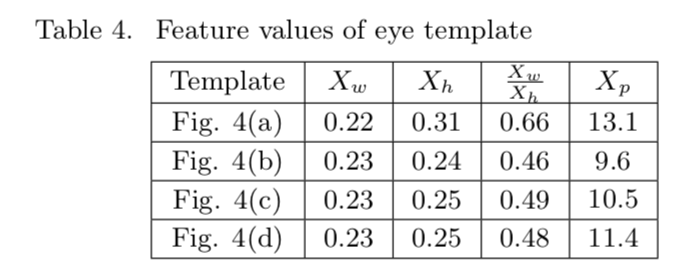 Table 4. Feature values of eye template
Template X_w X_h X_w/X_h X_p
Fig. 4(a) 0.22 0.31 0.66 13.1
Fig. 4(b) 0.23 0.24 0.46 9.6
Fig. 4(c) 0.23 0.25 0.49 10.5
Fig. 4(d) 0.23 0.25 0.48 11.4